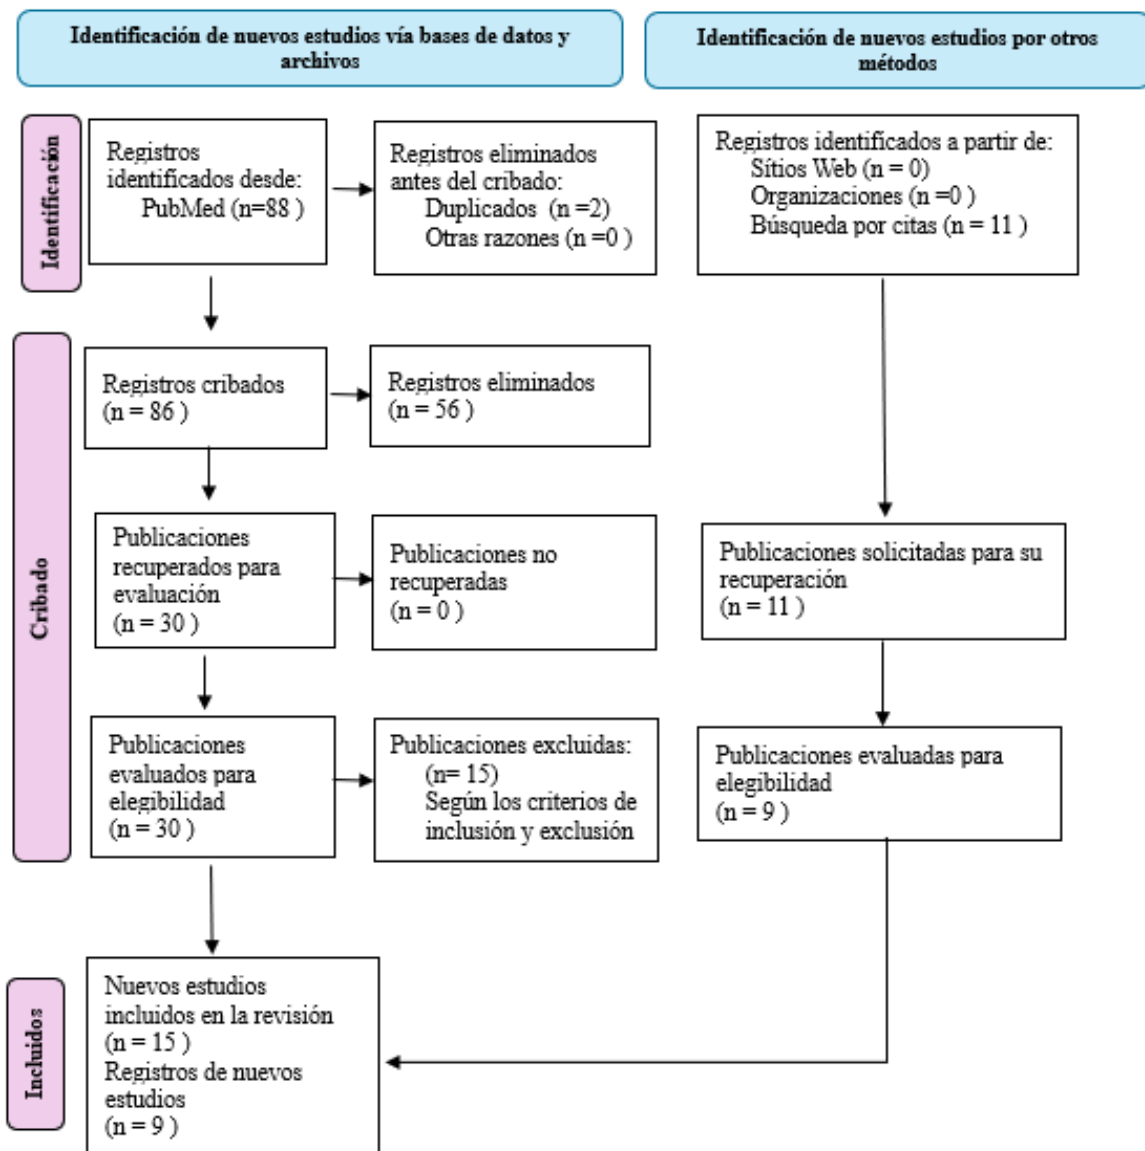 Identificación de nuevos estudios vía bases de datos y
archivos
Identificación de nuevos estudios por otros
métodos
Identificación
Registros
identificados desde:
PubMed (n=88 )
Registros eliminados
antes del cribado:
Duplicados (n =2)
Otras razones (n =0 )
Registros identificados a partir de:
Sítios Web (n = 0)
Organizaciones (n =0 )
Búsqueda por citas (n = 11 )
Cribado
Registros cribados
(n = 86 )
Registros eliminados
(n = 56 )
Publicaciones
recuperados para
evaluación
(n = 30 )
Publicaciones no
recuperadas
(n = 0 )
Publicaciones solicitadas para su
recuperación
(n = 11 )
Publicaciones
evaluados para
elegibilidad
(n = 30 )
Publicaciones excluidas:
(n= 15)
Según los criterios de
inclusión y exclusión
Publicaciones evaluadas para
elegibilidad
(n = 9 )
Incluidos
Nuevos estudios
incluidos en la revisión
(n = 15 )
Registros de nuevos
estudios
(n = 9 )